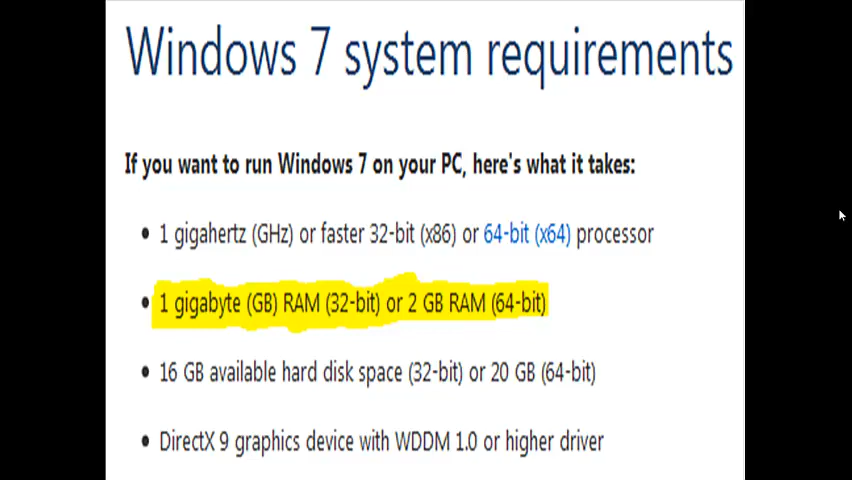 Windows 7 system requirements
If you want to run Windows 7 on your PC, here's what it takes:
• 1 gigahertz (GHz) or faster 32-bit (x86) or 64-bit (x64) processor
• 1 gigabyte (GB) RAM (32-bit) or 2 GB RAM (64-bit)
• 16 GB available hard disk space (32-bit) or 20 GB (64-bit)
• DirectX 9 graphics device with WDDM 1.0 or higher driver